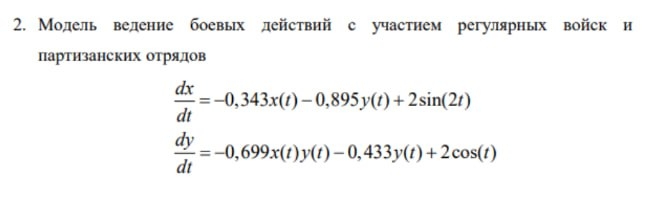 2. Модель ведение боевых действий с участием регулярных войск и
партизанских отрядов
dx/dt = −0,343x(t) − 0,895y(t) + 2sin(2t)
dy/dt = −0,699x(t)y(t) − 0,433y(t) + 2cos(t)